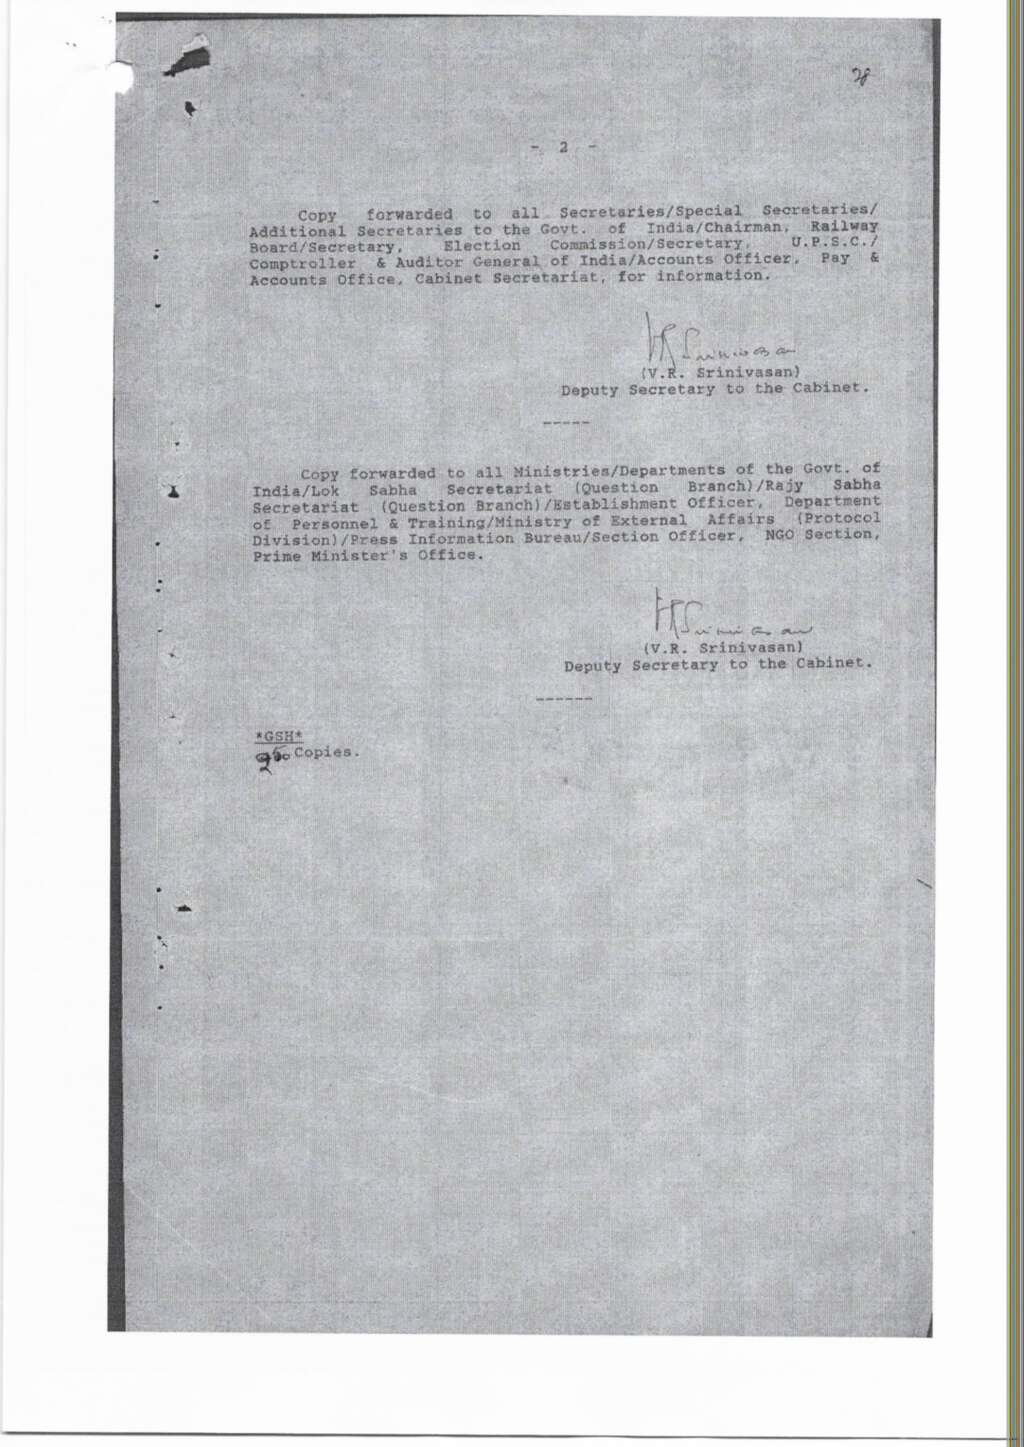 28
- 2 -
Copy forwarded to all Secretaries/Special Secretaries/
Additional Secretaries to the Govt. of India/Chairman, Railway
Board/Secretary, Election Commission/Secretary, U.P.S.C./
Comptroller & Auditor General of India/Accounts Officer, Pay &
Accounts Office, Cabinet Secretariat, for information.
VR Srinivasan
(V.R. Srinivasan)
Deputy Secretary to the Cabinet.
-----
Copy forwarded to all Ministries/Departments of the Govt. of
India/Lok Sabha Secretariat (Question Branch)/Rajy Sabha
Secretariat (Question Branch)/Establishment Officer, Department
of Personnel & Training/Ministry of External Affairs (Protocol
Division)/Press Information Bureau/Section Officer, NGO Section,
Prime Minister's Office.
VR Srinivasan
(V.R. Srinivasan)
Deputy Secretary to the Cabinet.
------
*GSH*
Copies.